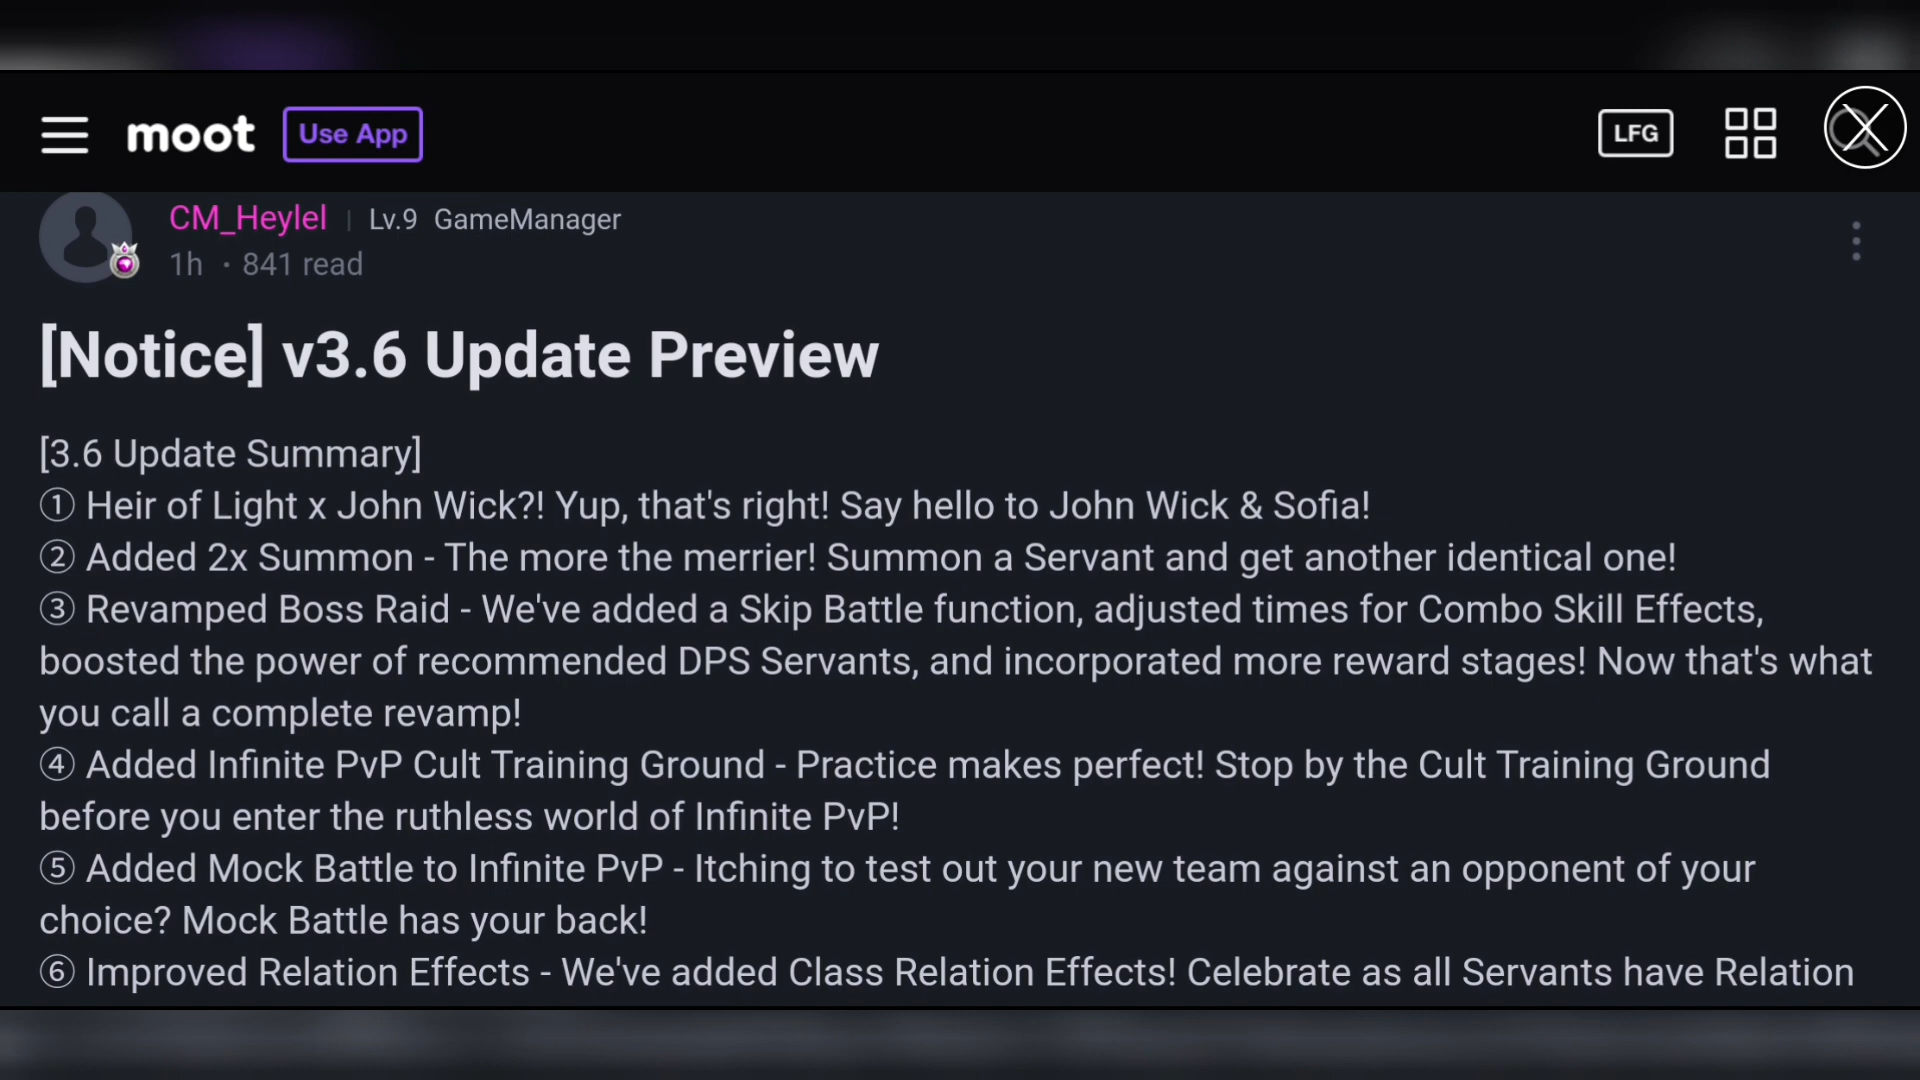 moot Use App LFG
CM_Heylel | Lv.9 GameManager
1h · 841 read
[Notice] v3.6 Update Preview
[3.6 Update Summary]
① Heir of Light x John Wick?! Yup, that's right! Say hello to John Wick & Sofia!
② Added 2x Summon - The more the merrier! Summon a Servant and get another identical one!
③ Revamped Boss Raid - We've added a Skip Battle function, adjusted times for Combo Skill Effects,
boosted the power of recommended DPS Servants, and incorporated more reward stages! Now that's what
you call a complete revamp!
④ Added Infinite PvP Cult Training Ground - Practice makes perfect! Stop by the Cult Training Ground
before you enter the ruthless world of Infinite PvP!
⑤ Added Mock Battle to Infinite PvP - Itching to test out your new team against an opponent of your
choice? Mock Battle has your back!
⑥ Improved Relation Effects - We've added Class Relation Effects! Celebrate as all Servants have Relation